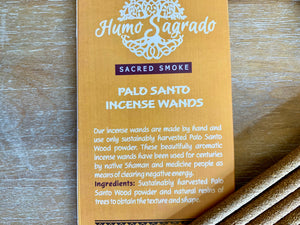 Humo Sagrado
SACRED SMOKE
PALO SANTO
INCENSE WANDS
Our incense wands are made by hand and
use only sustainably harvested Palo Santo
Wood powder. These beautifully aromatic
incense wands have been used for centuries
by native Shaman and medicine people as
means of clearing negative energy.
Ingredients: Sustainably harvested Palo
Santo Wood powder and natural resins of
trees to obtain the texture and shape.